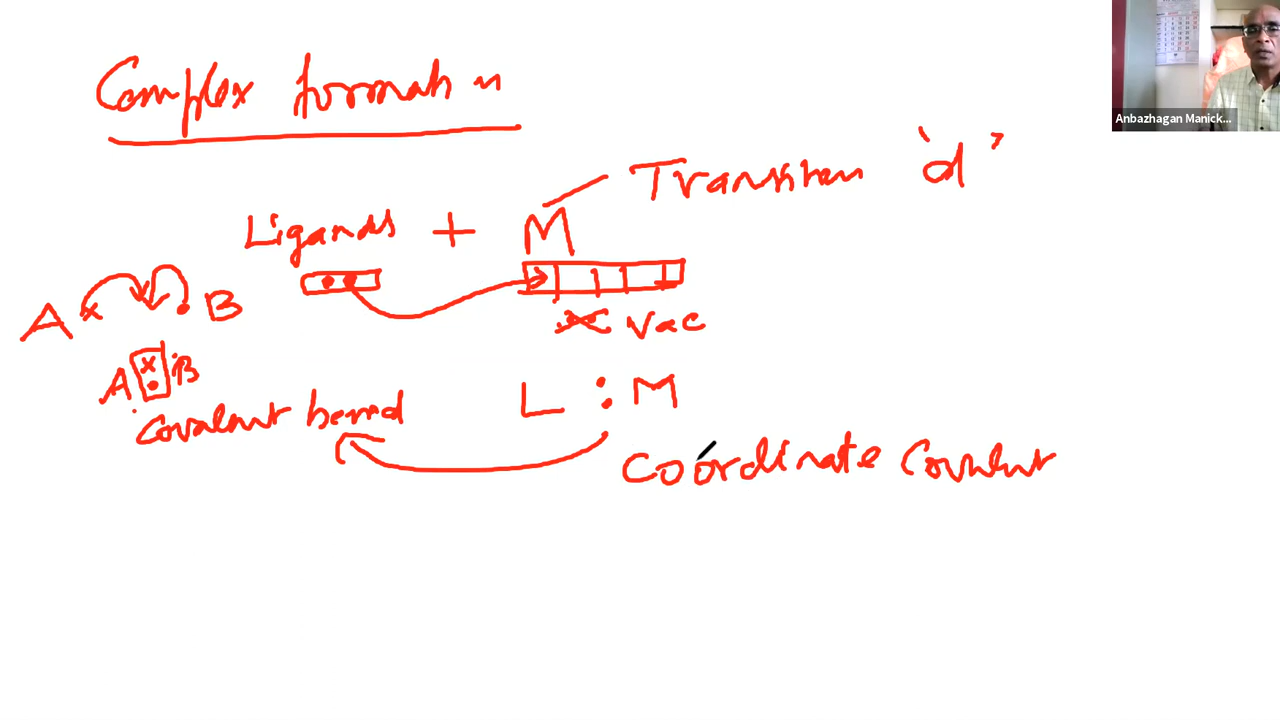 Complex formation
Transition 'd'
Ligands + M
A × . B
vac
A × . B
L : M
Covalent bond
Coordinate Covalent
Anbazhagan Manick...